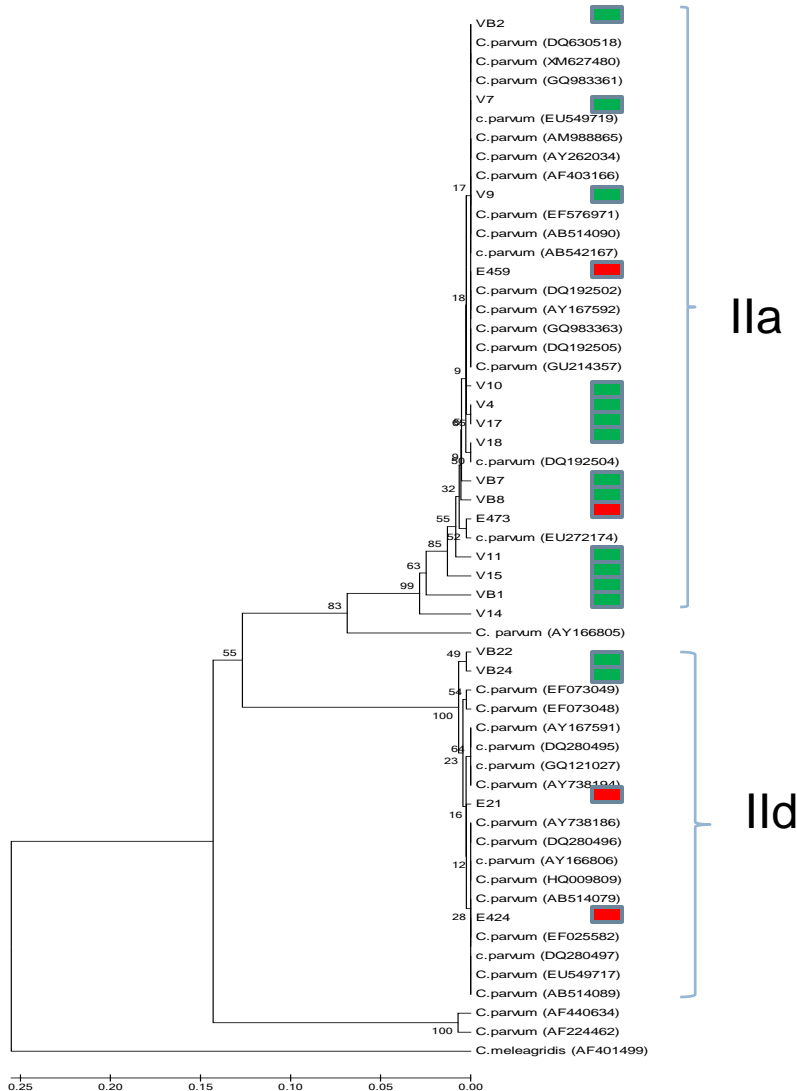 VB2
C.parvum (DQ630518)
C.parvum (XM627480)
C.parvum (GQ983361)
V7
c.parvum (EU549719)
C.parvum (AM988865)
C.parvum (AY262034)
C.parvum (AF403166)
17
V9
C.parvum (EF576971)
C.parvum (AB514090)
c.parvum (AB542167)
E459
C.parvum (DQ192502)
18
C.parvum (AY167592)
IIa
C.parvum (GQ983363)
C.parvum (DQ192505)
C.parvum (GU214357)
9
V10
V4
V17
V18
9
c.parvum (DQ192504)
50
VB7
32
VB8
55
E473
52
c.parvum (EU272174)
85
V11
63
V15
99
VB1
83
V14
C. parvum (AY166805)
55
49
VB22
VB24
54
C.parvum (EF073049)
100
C.parvum (EF073048)
C.parvum (AY167591)
64
c.parvum (DQ280495)
23
c.parvum (GQ121027)
C.parvum (AY738194)
E21
IId
16
C.parvum (AY738186)
C.parvum (DQ280496)
12
c.parvum (AY166806)
C.parvum (HQ009809)
C.parvum (AB514079)
28
E424
C.parvum (EF025582)
c.parvum (DQ280497)
C.parvum (EU549717)
C.parvum (AB514089)
C.parvum (AF440634)
100
C.parvum (AF224462)
C.meleagridis (AF401499)
0.25 0.20 0.15 0.10 0.05 0.00